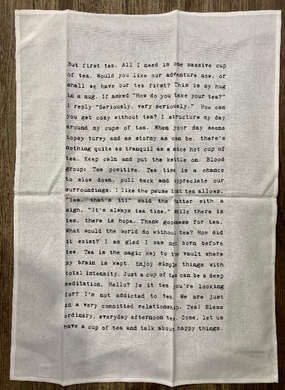 But first tea. All I need is one massive cup
of tea. Would you like our adventure now, or
shall we have our tea first? This is my hug
in a mug. If asked "How do you take your tea?"
I reply "Seriously, very seriously." How can
you get cozy without tea? I structure my day
around my cups of tea. When your day seems
topsy turvy and as stormy as can be, there's
nothing quite as tranquil as a nice hot cup of
tea. Keep calm and put the kettle on. Blood
group: Tea positive. Tea time is a chance
to slow down, pull back and appreciate our
surroundings. I like the pause that tea allows.
"Tea, that's it!" said the Hatter with a
sigh, "It's always tea time." While there is
tea, there is hope. Thank goodness for tea.
What would the world do without tea? How did
it exist? I am glad I was not born before
tea. Tea is the magic key to the vault where
my brain is kept. Enjoy simple things with
total intensity. Just a cup of tea can be a deep
meditation. Hello? Is it tea you're looking
for? I'm not addicted to tea. We are just
in a very committed relationship. Tea! Bless
ordinary, everyday afternoon tea. Come, let us
have a cup of tea and talk about happy things.